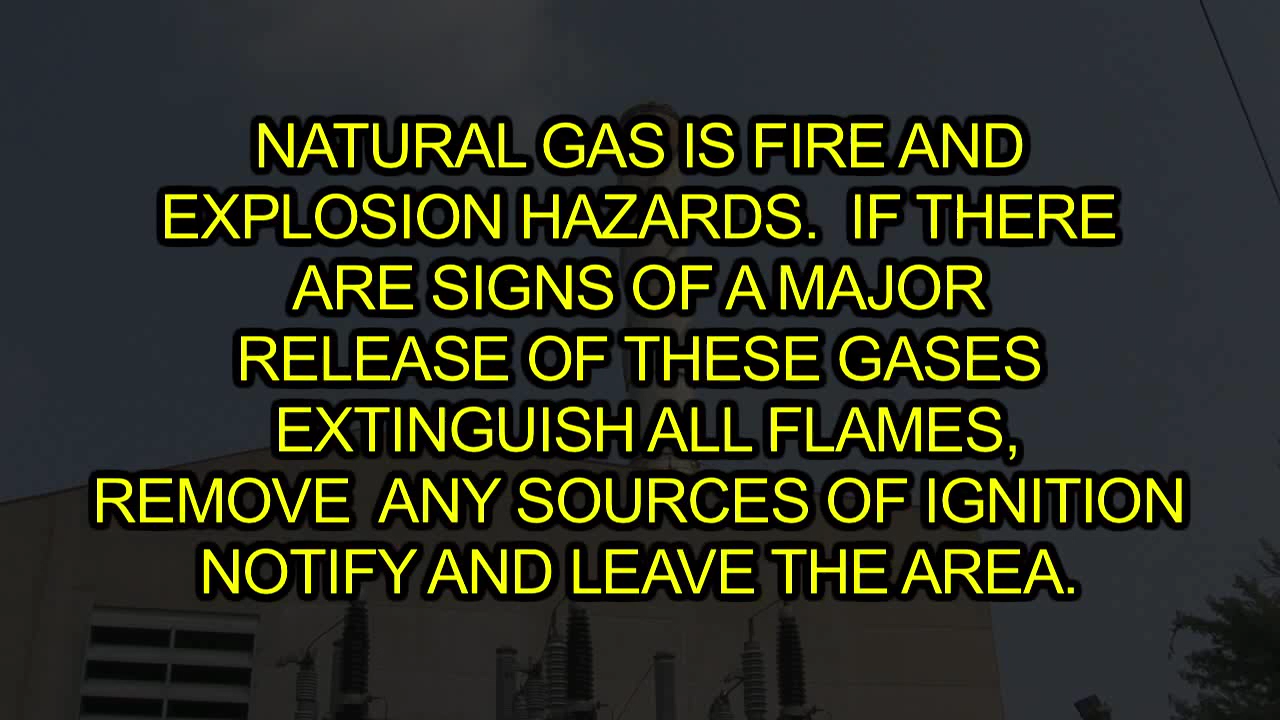 NATURAL GAS IS FIRE AND
EXPLOSION HAZARDS.  IF THERE
ARE SIGNS OF A MAJOR
RELEASE OF THESE GASES
EXTINGUISH ALL FLAMES,
REMOVE  ANY SOURCES OF IGNITION
NOTIFY AND LEAVE THE AREA.